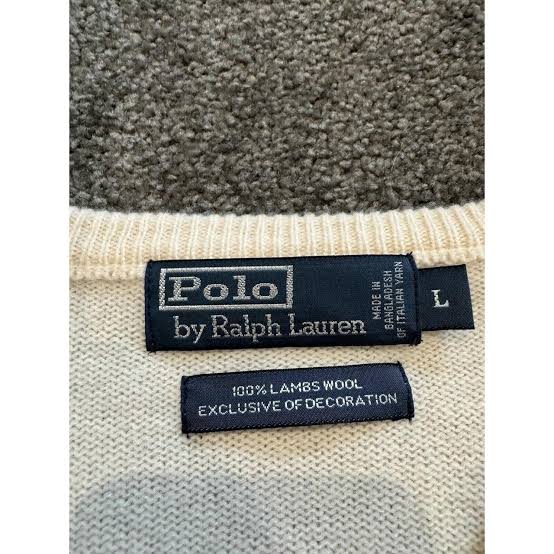 Polo
by Ralph Lauren
MADE IN
BANGLADESH
OF ITALIAN YARN
L
100% LAMBS WOOL
EXCLUSIVE OF DECORATION